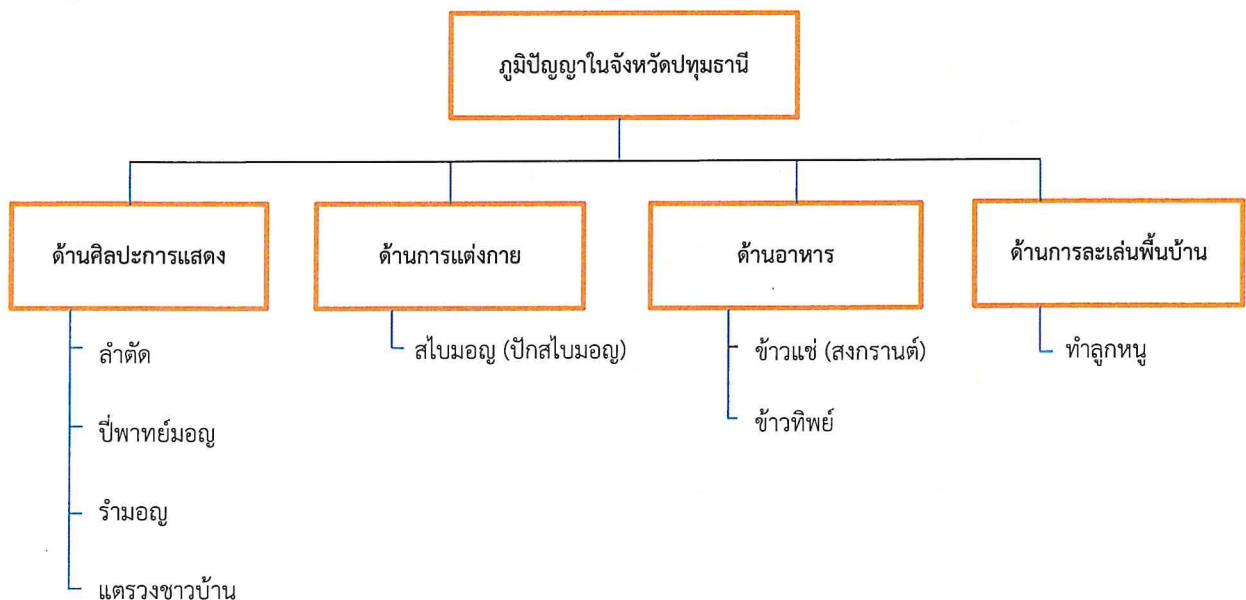 ภูมิปัญญาในจังหวัดปทุมธานี
ด้านศิลปะการแสดง
ลำตัด
ปี่พาทย์มอญ
รำมอญ
แตรวงชาวบ้าน
ด้านการแต่งกาย
สไบมอญ (ปักสไบมอญ)
ด้านอาหาร
ข้าวแช่ (สงกรานต์)
ข้าวทิพย์
ด้านการละเล่นพื้นบ้าน
ทำลูกหนู